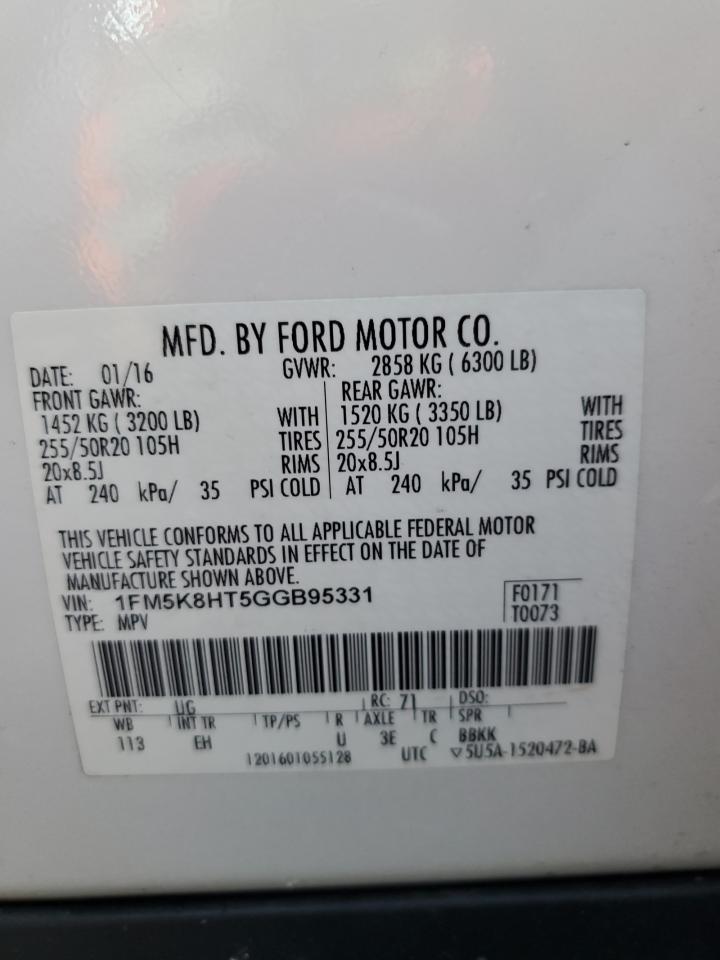 MFD. BY FORD MOTOR CO.
DATE: 01/16 GVWR: 2858 KG ( 6300 LB)
FRONT GAWR: REAR GAWR:
1452 KG ( 3200 LB) WITH 1520 KG ( 3350 LB) WITH
255/50R20 105H TIRES 255/50R20 105H TIRES
20x8.5J RIMS 20x8.5J RIMS
AT 240 kPa/ 35 PSI COLD AT 240 kPa/ 35 PSI COLD
THIS VEHICLE CONFORMS TO ALL APPLICABLE FEDERAL MOTOR
VEHICLE SAFETY STANDARDS IN EFFECT ON THE DATE OF
MANUFACTURE SHOWN ABOVE.
VIN: 1FM5K8HT5GGB95331 F0171
TYPE: MPV T0073
EXT PNT: UG RC: 71 DSO:
WB INT TR TP/PS R AXLE TR SPR
113 EH U 3E C BBKK
1201601055128 UTC ▽5U5A-1520472-BA